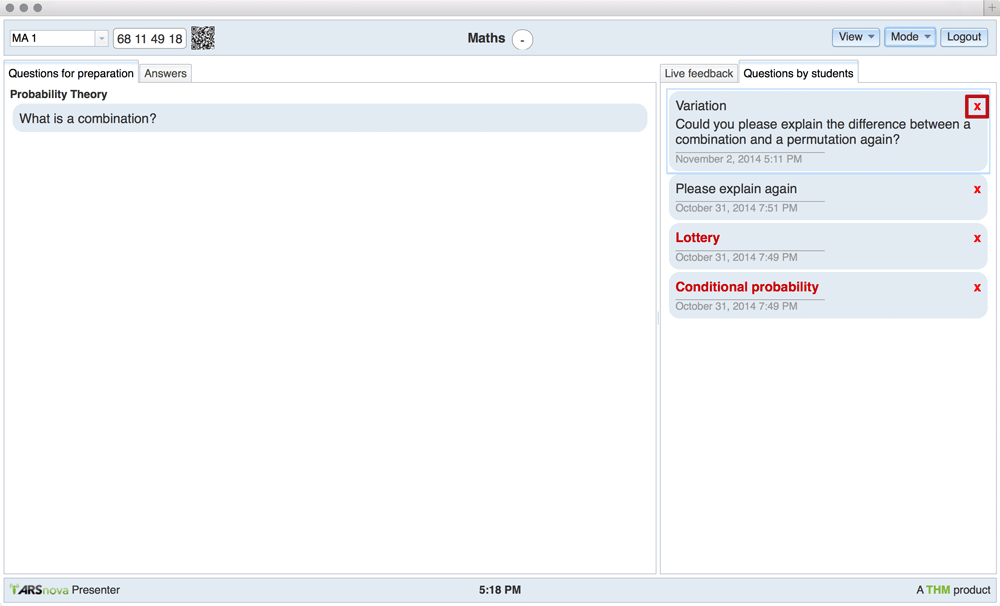 MA 1
68 11 49 18
Maths
-
View
Mode
Logout
Questions for preparation
Answers
Probability Theory
What is a combination?
Live feedback
Questions by students
Variation
x
Could you please explain the difference between a
combination and a permutation again?
November 2, 2014 5:11 PM
Please explain again
x
October 31, 2014 7:51 PM
Lottery
x
October 31, 2014 7:49 PM
Conditional probability
x
October 31, 2014 7:49 PM
ARSnova Presenter
5:18 PM
A THM product